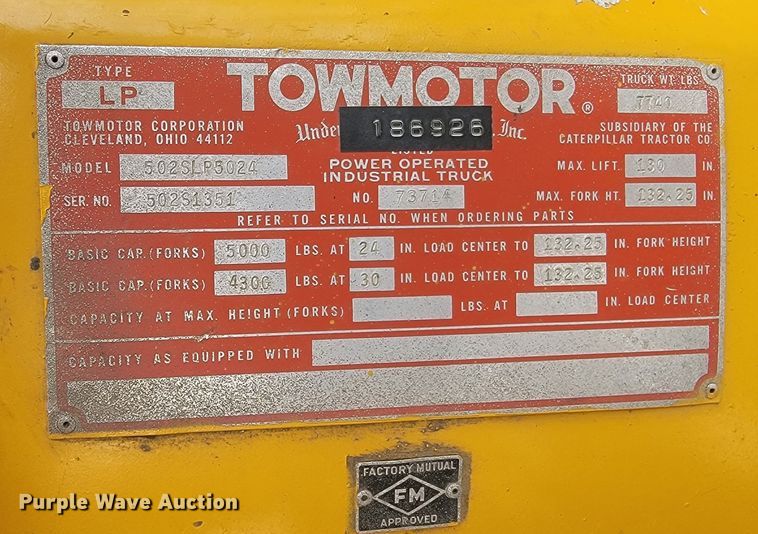 TYPE LP TOWMOTOR ® TRUCK WT LBS 7741
TOWMOTOR CORPORATION
CLEVELAND, OHIO 44112
186926 Inc.
SUBSIDIARY OF THE
CATERPILLAR TRACTOR CO.
LISTED
POWER OPERATED
INDUSTRIAL TRUCK
MODEL 502SLP5024 MAX. LIFT. 130 IN.
SER. NO. 502S1351 NO. 73714 MAX. FORK HT. 132.25 IN.
REFER TO SERIAL NO. WHEN ORDERING PARTS
BASIC CAP. (FORKS) 5000 LBS. AT 24 IN. LOAD CENTER TO 132.25 IN. FORK HEIGHT
BASIC CAP. (FORKS) 4300 LBS. AT 30 IN. LOAD CENTER TO 132.25 IN. FORK HEIGHT
CAPACITY AT MAX. HEIGHT (FORKS) LBS. AT IN. LOAD CENTER
CAPACITY AS EQUIPPED WITH
FACTORY MUTUAL
FM
APPROVED
Purple Wave Auction